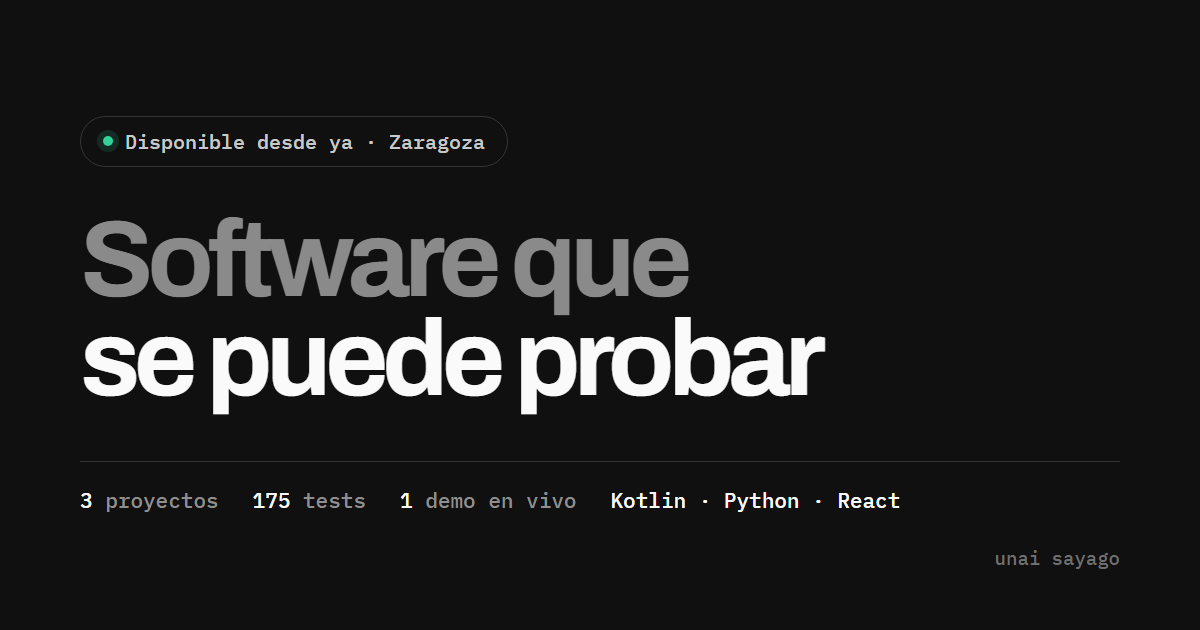 Disponible desde ya · Zaragoza
Software que
se puede probar
3 proyectos 175 tests 1 demo en vivo Kotlin · Python · React
unai sayago